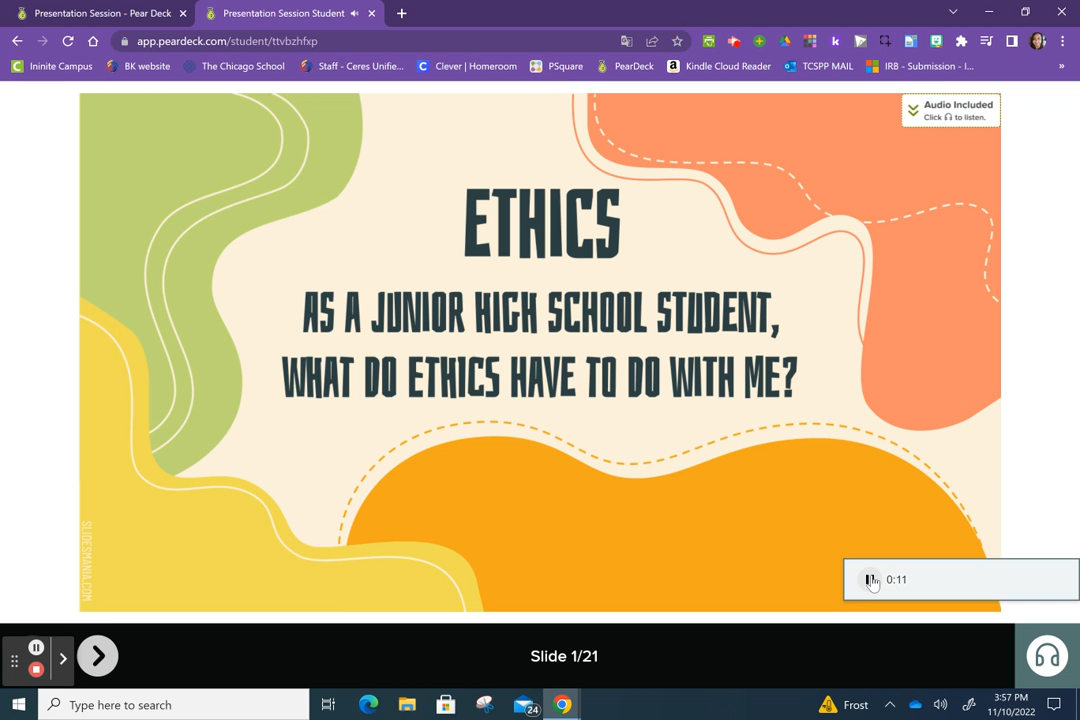 Presentation Session - Pear Deck
Presentation Session Student
app.peardeck.com/student/ttvbzhfxp
Ininite Campus
BK website
The Chicago School
Staff - Ceres Unifie...
Clever | Homeroom
PSquare
PearDeck
Kindle Cloud Reader
TCSPP MAIL
IRB - Submission - I...
»
Audio Included
Click to listen.
ETHICS
AS A JUNIOR HIGH SCHOOL STUDENT,
WHAT DO ETHICS HAVE TO DO WITH ME?
SLIDESMANIA.COM
0:11
Slide 1/21
Type here to search
24
Frost
3:57 PM
11/10/2022